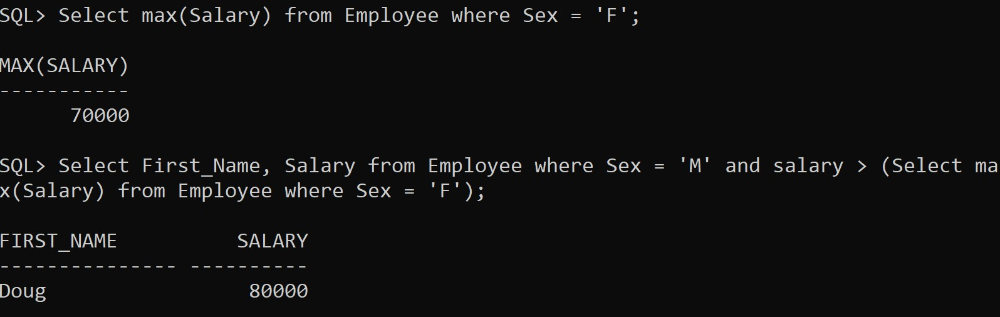 SQL> Select max(Salary) from Employee where Sex = 'F';
MAX(SALARY)
-----------
70000
SQL> Select First_Name, Salary from Employee where Sex = 'M' and salary > (Select ma
x(Salary) from Employee where Sex = 'F');
FIRST_NAME SALARY
--------------- ----------
Doug 80000